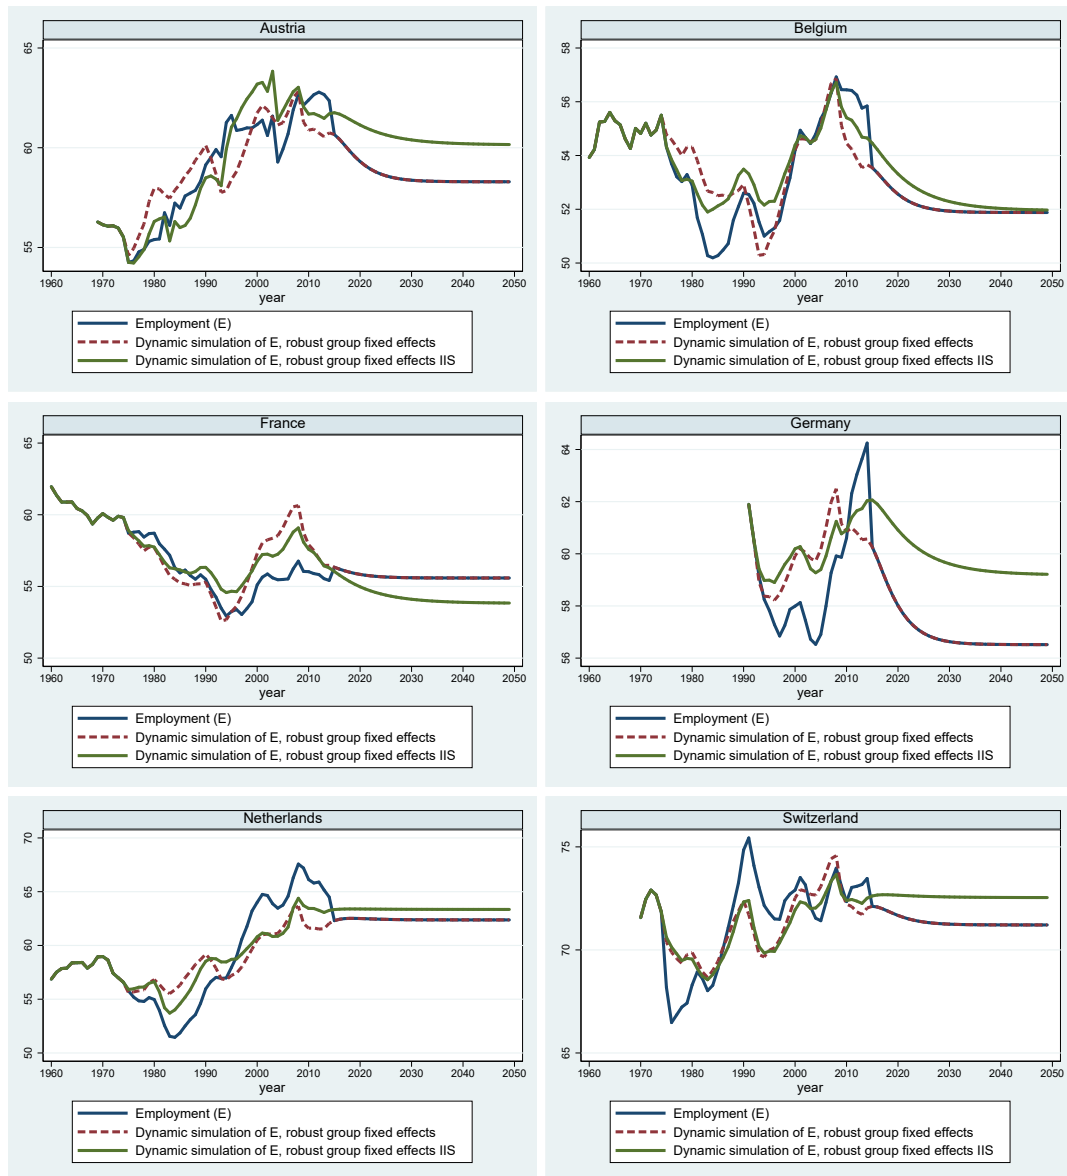 Austria
65
60
55
1960 1970 1980 1990 2000 2010 2020 2030 2040 2050
year
Employment (E)
Dynamic simulation of E, robust group fixed effects
Dynamic simulation of E, robust group fixed effects IIS
Belgium
58
56
54
52
50
1960 1970 1980 1990 2000 2010 2020 2030 2040 2050
year
Employment (E)
Dynamic simulation of E, robust group fixed effects
Dynamic simulation of E, robust group fixed effects IIS
France
65
60
55
50
1960 1970 1980 1990 2000 2010 2020 2030 2040 2050
year
Employment (E)
Dynamic simulation of E, robust group fixed effects
Dynamic simulation of E, robust group fixed effects IIS
Germany
64
62
60
58
56
1960 1970 1980 1990 2000 2010 2020 2030 2040 2050
year
Employment (E)
Dynamic simulation of E, robust group fixed effects
Dynamic simulation of E, robust group fixed effects IIS
Netherlands
70
65
60
55
50
1960 1970 1980 1990 2000 2010 2020 2030 2040 2050
year
Employment (E)
Dynamic simulation of E, robust group fixed effects
Dynamic simulation of E, robust group fixed effects IIS
Switzerland
75
70
65
1960 1970 1980 1990 2000 2010 2020 2030 2040 2050
year
Employment (E)
Dynamic simulation of E, robust group fixed effects
Dynamic simulation of E, robust group fixed effects IIS